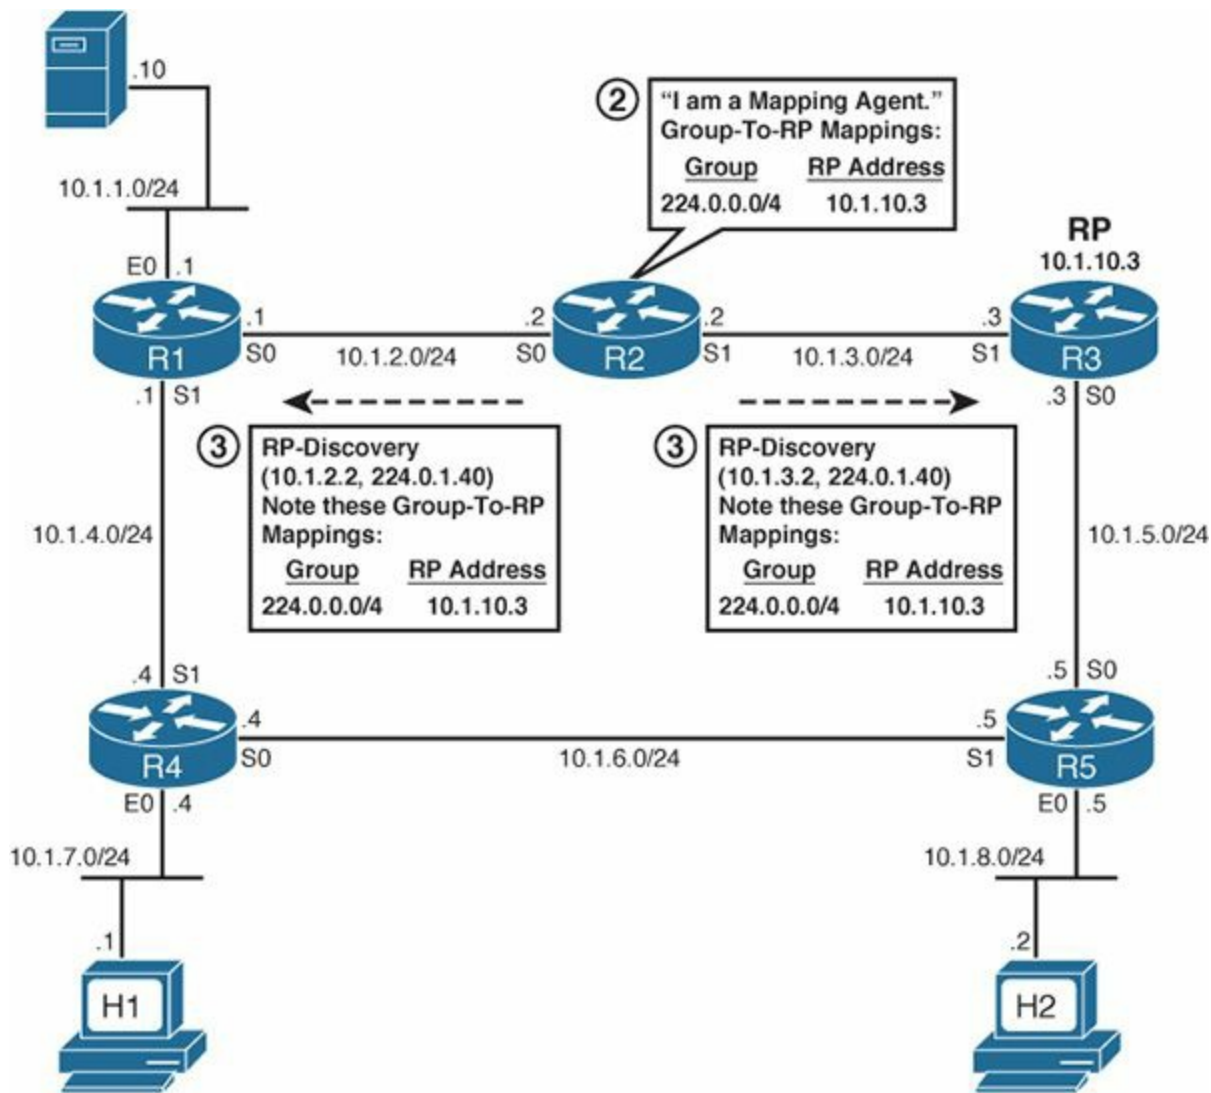 .10
10.1.1.0/24
E0 .1
2
“I am a Mapping Agent.”
Group-To-RP Mappings:
Group RP Address
224.0.0.0/4 10.1.10.3
RP
10.1.10.3
R1
.1
S0
10.1.2.0/24
.2
S0
R2
.2
S1
10.1.3.0/24
.3
S1
R3
.1 S1
.3 S0
3
RP-Discovery
(10.1.2.2, 224.0.1.40)
Note these Group-To-RP
Mappings:
Group RP Address
224.0.0.0/4 10.1.10.3
3
RP-Discovery
(10.1.3.2, 224.0.1.40)
Note these Group-To-RP
Mappings:
Group RP Address
224.0.0.0/4 10.1.10.3
10.1.4.0/24
10.1.5.0/24
.4 S1
.5 S0
R4
.4
S0
10.1.6.0/24
.5
S1
R5
E0 .4
E0 .5
10.1.7.0/24
10.1.8.0/24
.1
.2
H1
H2